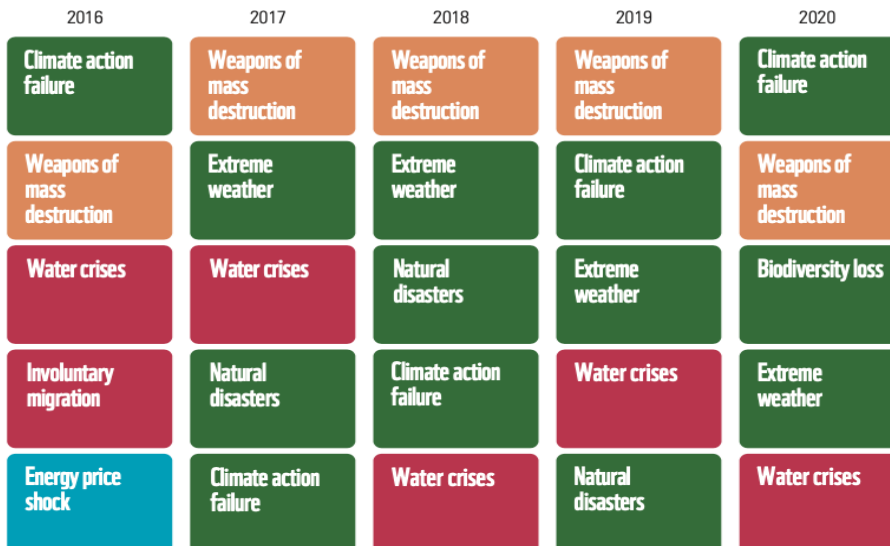 2016 2017 2018 2019 2020
Climate action
failure
Weapons of
mass
destruction
Weapons of
mass
destruction
Weapons of
mass
destruction
Climate action
failure
Weapons of
mass
destruction
Extreme
weather
Extreme
weather
Climate action
failure
Weapons of
mass
destruction
Water crises
Water crises
Natural
disasters
Extreme
weather
Biodiversity loss
Involuntary
migration
Natural
disasters
Climate action
failure
Water crises
Extreme
weather
Energy price
shock
Climate action
failure
Water crises
Natural
disasters
Water crises